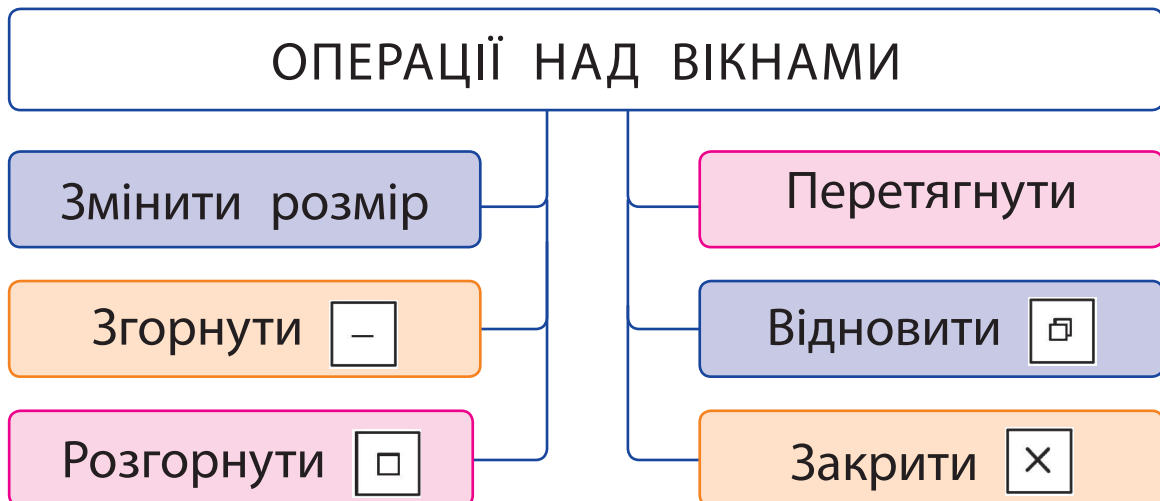 ОПЕРАЦІЇ НАД ВІКНАМИ
Змінити розмір
Перетягнути
Згорнути
Відновити
Розгорнути
Закрити